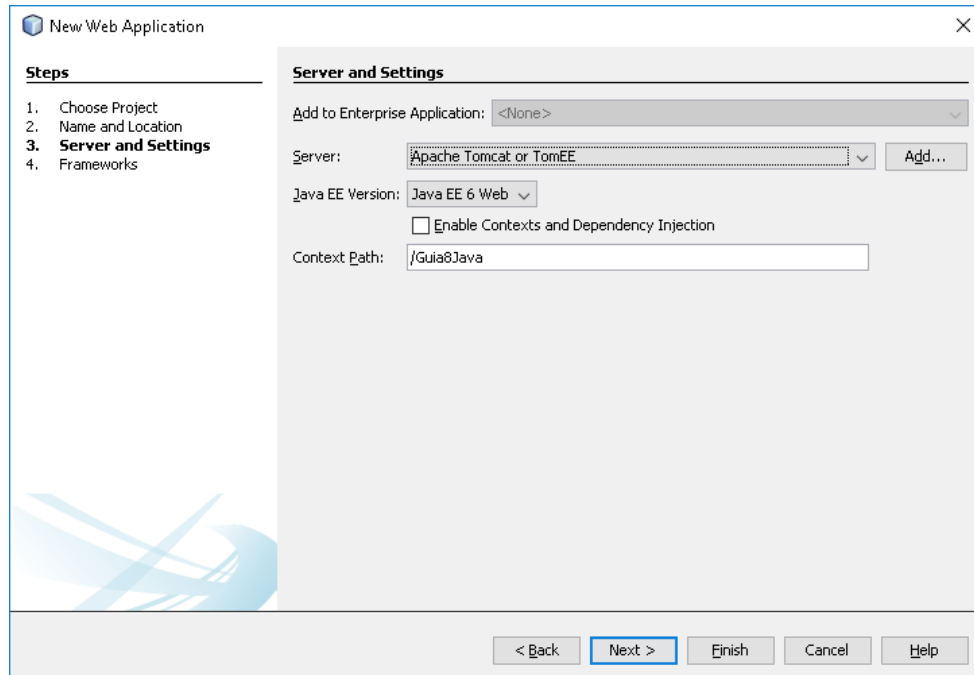 New Web Application
Steps
1. Choose Project
2. Name and Location
3. Server and Settings
4. Frameworks
Server and Settings
Add to Enterprise Application: <None>
Server: Apache Tomcat or TomEE Add...
Java EE Version: Java EE 6 Web
Enable Contexts and Dependency Injection
Context Path: /Guia8Java
< Back Next > Finish Cancel Help